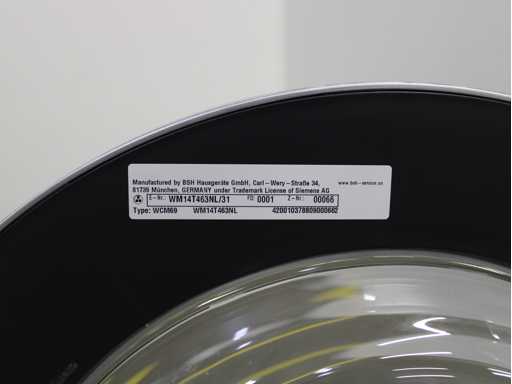 Manufactured by BSH Hausgeräte GmbH, Carl-Wery-Straße 34, www.bsh-service.eu
81739 München, GERMANY under Trademark License of Siemens AG
E-Nr.: WM14T463NL/31 FD 0001 Z-Nr.: 00066
Type: WCM69 WM14T463NL 420010378809000662